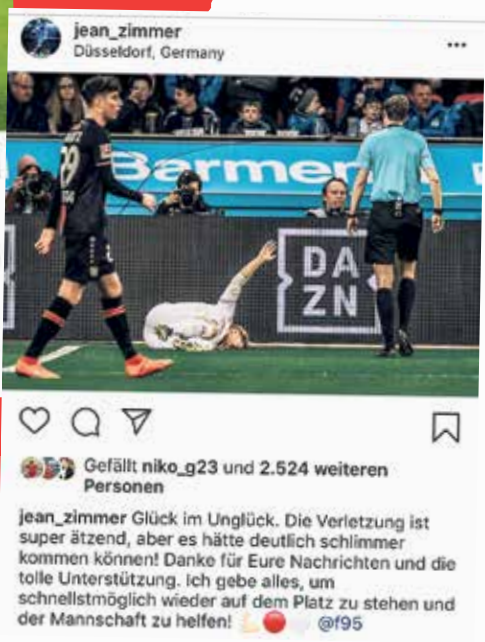 jean_zimmer
Düsseldorf, Germany
Barmer
29
DA
ZN
Gefällt niko_g23 und 2.524 weiteren
Personen
jean_zimmer Glück im Unglück. Die Verletzung ist
super ätzend, aber es hätte deutlich schlimmer
kommen können! Danke für Eure Nachrichten und die
tolle Unterstützung. Ich gebe alles, um
schnellstmöglich wieder auf dem Platz zu stehen und
der Mannschaft zu helfen! 💪🏻🔴⚪ @f95